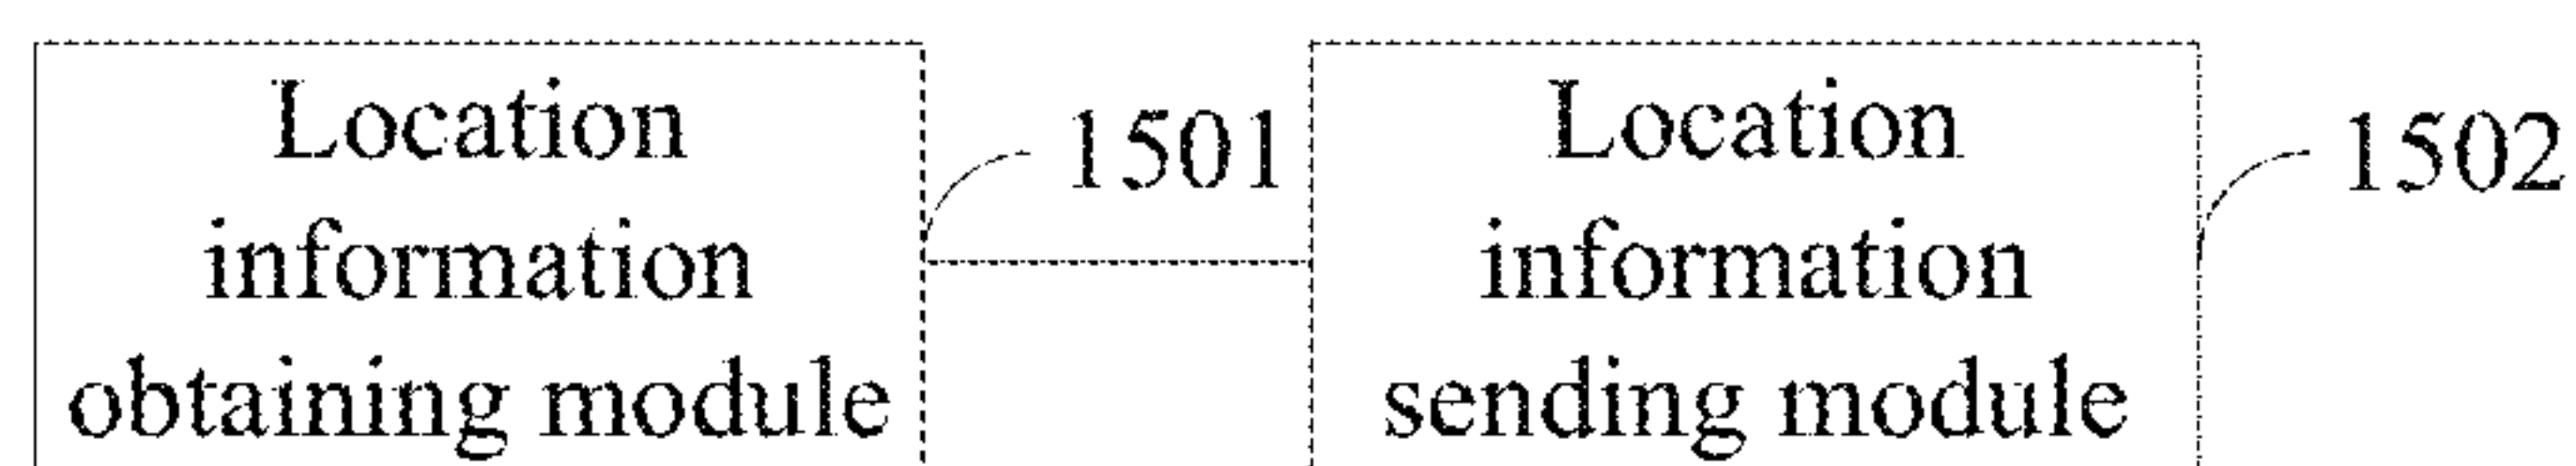 Location
information
obtaining module
1501
Location
information
sending module
1502